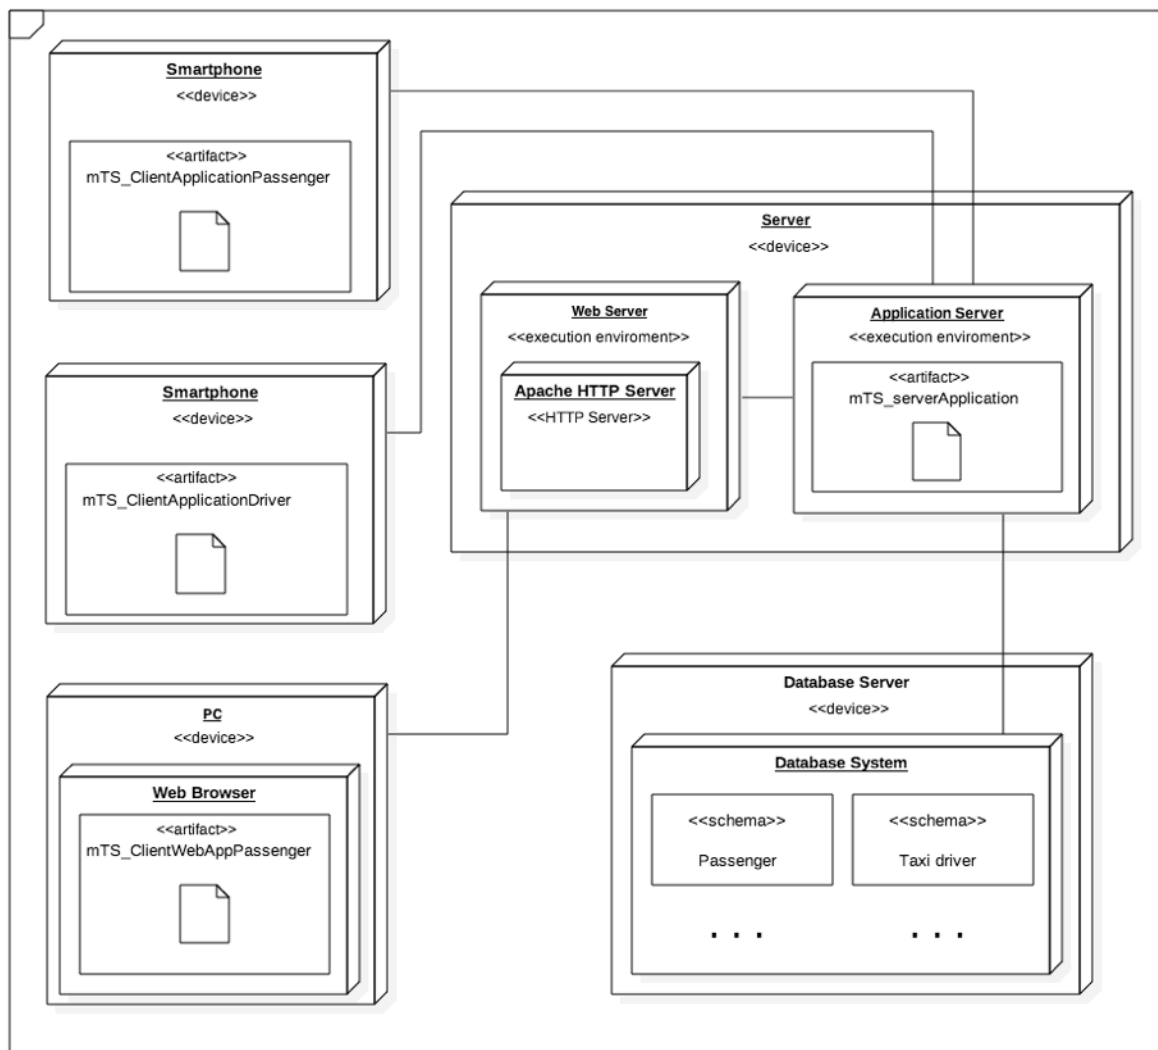 Smartphone
<<device>>
<<artifact>>
mTS_ClientApplicationPassenger
Smartphone
<<device>>
<<artifact>>
mTS_ClientApplicationDriver
PC
<<device>>
Web Browser
<<artifact>>
mTS_ClientWebAppPassenger
Server
<<device>>
Web Server
<<execution enviroment>>
Apache HTTP Server
<<HTTP Server>>
Application Server
<<execution enviroment>>
<<artifact>>
mTS_serverApplication
Database Server
<<device>>
Database System
<<schema>>
Passenger
. . .
<<schema>>
Taxi driver
. . .